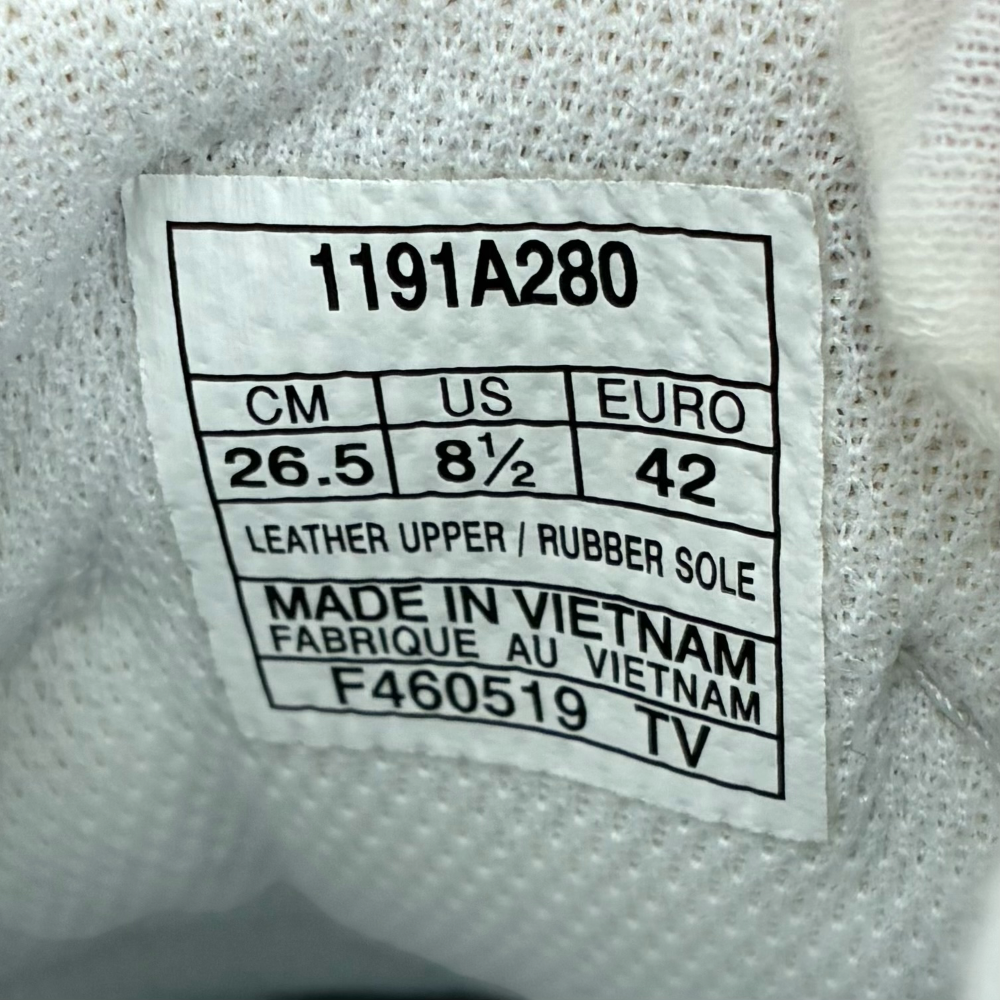 1191A280
CM US EURO
26.5 8½ 42
LEATHER UPPER / RUBBER SOLE
MADE IN VIETNAM
FABRIQUE AU VIETNAM
F460519 TV